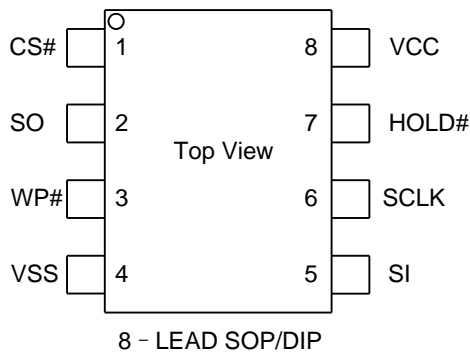 CS# 1 8 VCC
SO 2 7 HOLD#
Top View
WP# 3 6 SCLK
VSS 4 5 SI
8 - LEAD SOP/DIP